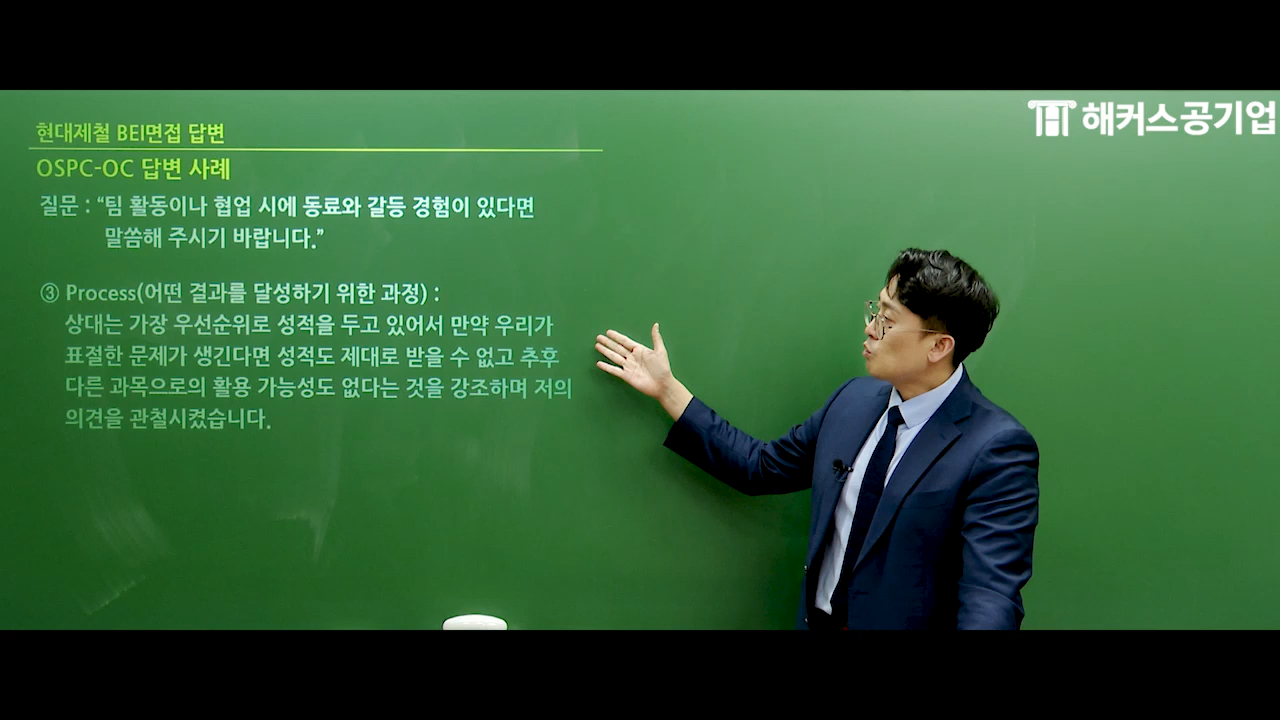 현대제철 BEI면접 답변
해커스공기업
OSPC-OC 답변 사례
질문 : “팀 활동이나 협업 시에 동료와 갈등 경험이 있다면
말씀해 주시기 바랍니다.”
③ Process(어떤 결과를 달성하기 위한 과정) :
상대는 가장 우선순위로 성적을 두고 있어서 만약 우리가
표절한 문제가 생긴다면 성적도 제대로 받을 수 없고 추후
다른 과목으로의 활용 가능성도 없다는 것을 강조하며 저의
의견을 관철시켰습니다.